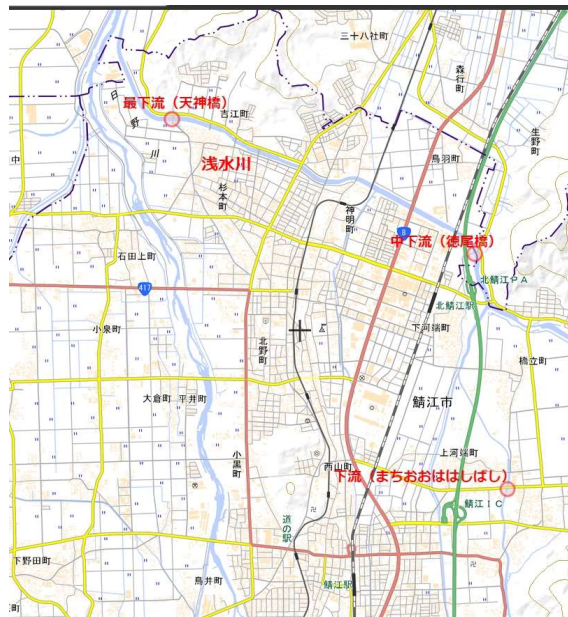 三十八社町
森行町
最下流（天神橋）
吉江町
日
野
川
生野町
中
浅水川
鳥羽町
杉本町
神明町
8
中下流（徳尾橋）
石田上町
北鯖江ＰＡ
417
北鯖江駅
小泉町
下河端町
北野町
橋立町
大倉町
平井町
鯖江市
小黒町
上河端町
西山町
下流（まちおおははしばし）
鯖江ＩＣ
道の駅
下野田町
鳥井町
鯖江駅
町